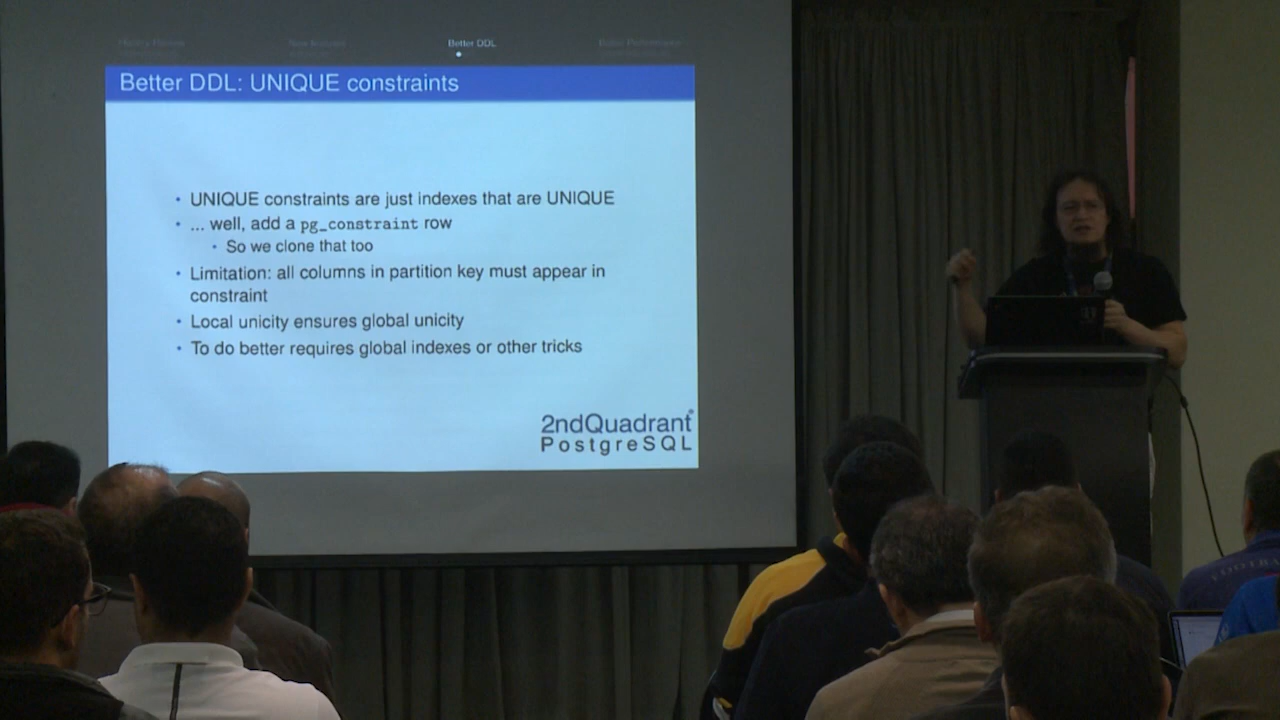 Better DDL
Better DDL: UNIQUE constraints
• UNIQUE constraints are just indexes that are UNIQUE
• ... well, add a pg_constraint row
• So we clone that too
• Limitation: all columns in partition key must appear in
constraint
• Local unicity ensures global unicity
• To do better requires global indexes or other tricks
2ndQuadrant
PostgreSQL